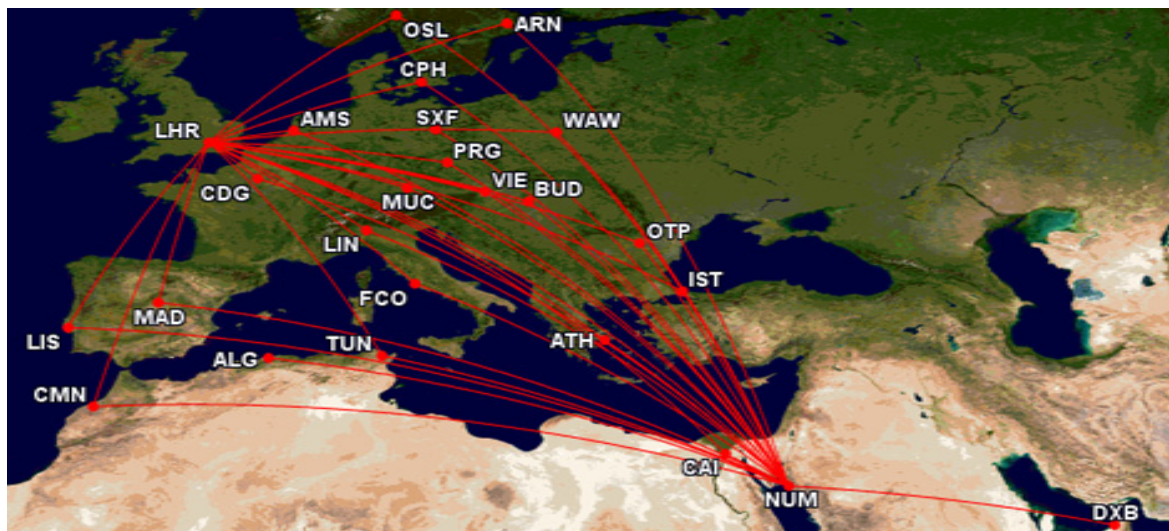 OSL
ARN
CPH
LHR
AMS
SXF
WAW
PRG
CDG
MUC
VIE
BUD
LIN
OTP
FCO
IST
MAD
LIS
ALG
TUN
ATH
CMN
CAI
NUM
DXB